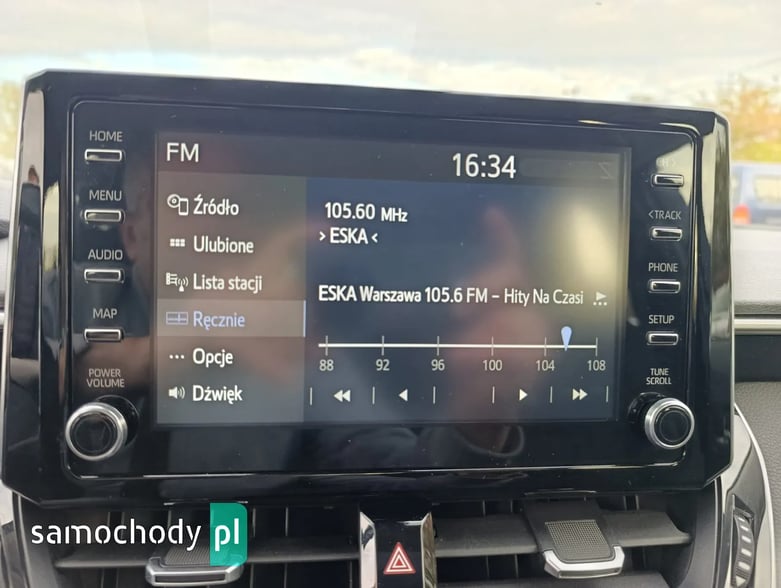 HOME
MENU
AUDIO
MAP
POWER
VOLUME
FM
16:34
Źródło
Ulubione
Lista stacji
Ręcznie
Opcje
Dźwięk
105.60 MHz
> ESKA <
ESKA Warszawa 105.6 FM – Hity Na Czasi
88 92 96 100 104 108
<TRACK
PHONE
SETUP
TUNE
SCROLL
samochody pl